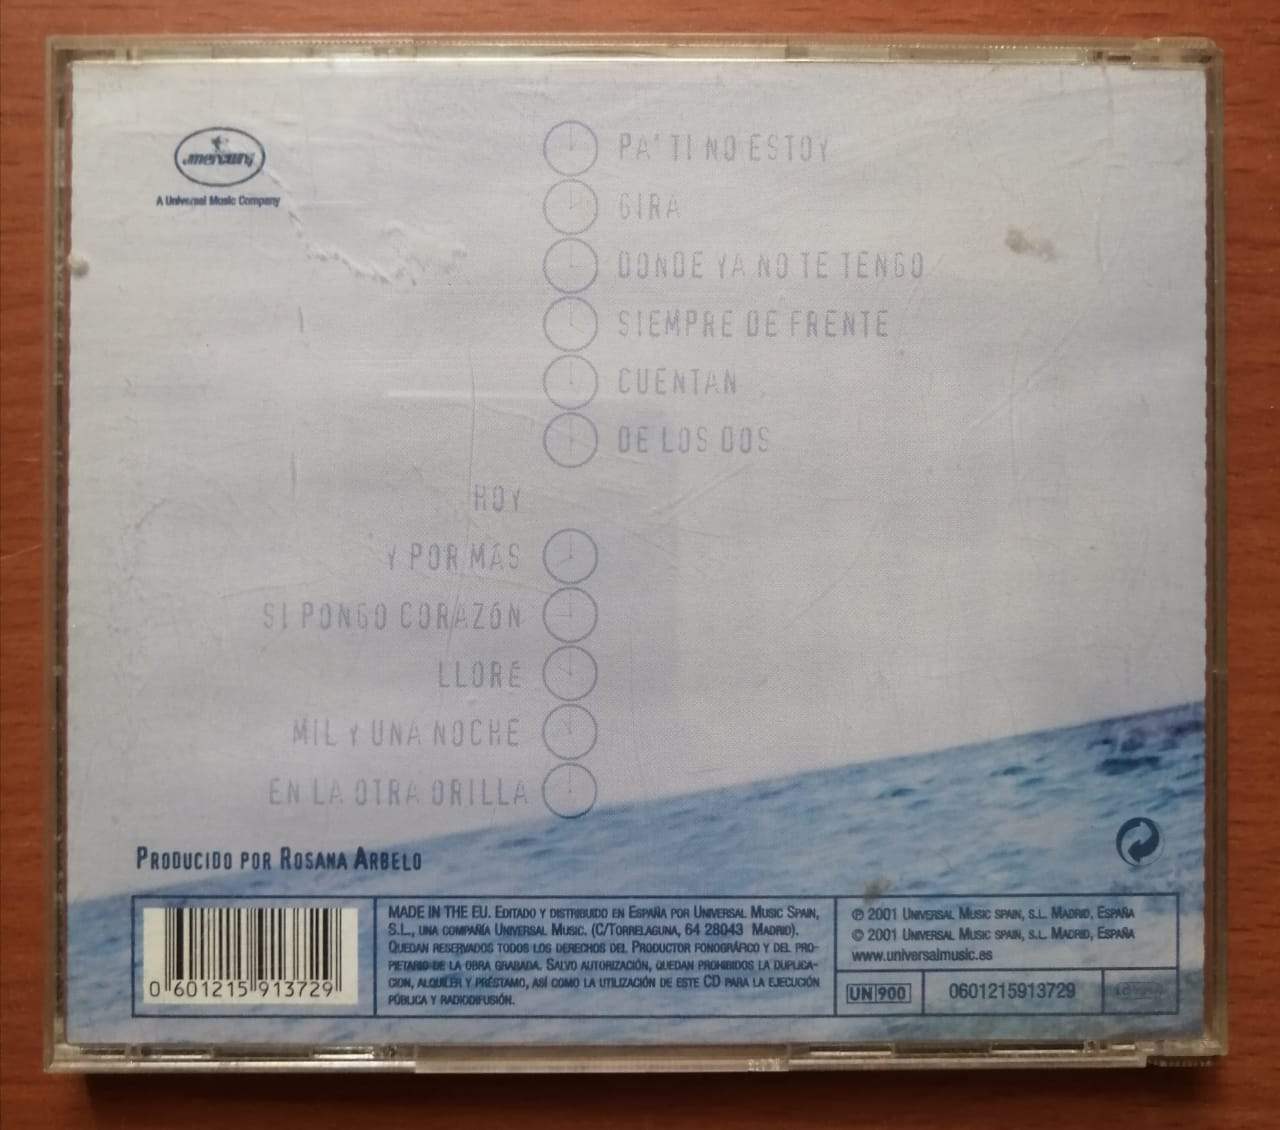 mercury
A Universal Music Company
PA' TI NO ESTOY
GIRA
DONDE YA NO TE TENGO
SIEMPRE DE FRENTE
CUENTAN
DE LOS DOS
HOY
Y POR MÁS
SI PONGO CORAZÓN
LLORÉ
MIL Y UNA NOCHE
EN LA OTRA ORILLA
PRODUCIDO POR ROSANA ARBELO
0 601215 913729
MADE IN THE EU. EDITADO Y DISTRIBUIDO EN ESPAÑA POR UNIVERSAL MUSIC SPAIN,
S.L., UNA COMPAÑÍA UNIVERSAL MUSIC. (C/TORRELAGUNA, 64 28043 MADRID).
QUEDAN RESERVADOS TODOS LOS DERECHOS DEL PRODUCTOR FONOGRÁFICO Y DEL PRO-
PIETARIO DE LA OBRA GRABADA. SALVO AUTORIZACIÓN, QUEDAN PROHIBIDOS LA DUPLICA-
CION, ALQUILER Y PRÉSTAMO, ASÍ COMO LA UTILIZACIÓN DE ESTE CD PARA LA EJECUCIÓN
PÚBLICA Y RADIODIFUSIÓN.
℗ 2001 UNIVERSAL MUSIC SPAIN, S.L. MADRID, ESPAÑA
© 2001 UNIVERSAL MUSIC SPAIN, S.L. MADRID, ESPAÑA
www.universalmusic.es
UN 900
0601215913729